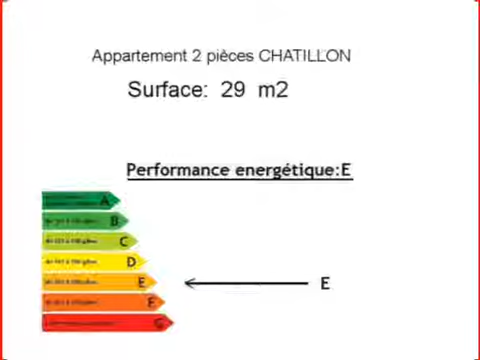 Appartement 2 pièces CHATILLON
Surface: 29 m2
Performance energétique:E
A
B
C
D
E
E
F
G